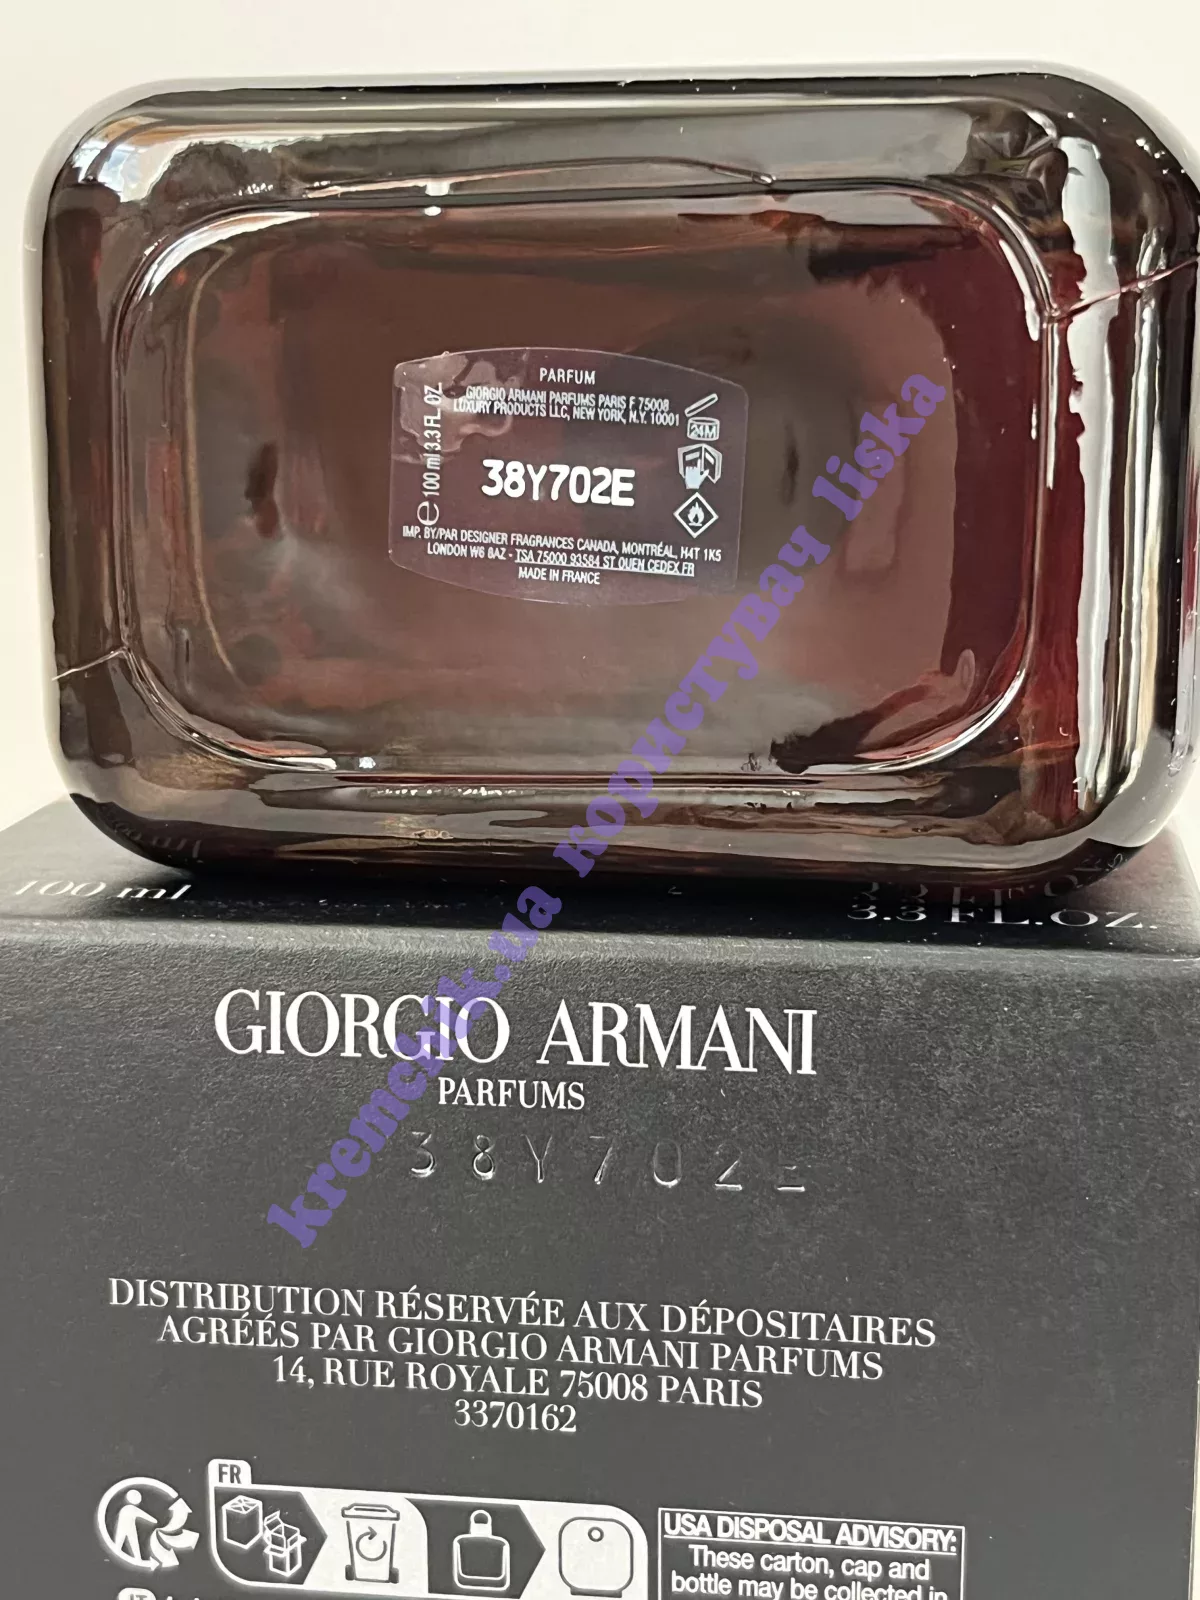 PARFUM
GIORGIO ARMANI PARFUMS PARIS F 75008
LUXURY PRODUCTS LLC, NEW YORK, N.Y. 10001
e 100 ml 3.3 FL. OZ
24M
38Y702E
IMP. BY/PAR DESIGNER FRAGRANCES CANADA, MONTRÉAL, H4T 1K5
LONDON W6 8AZ - TSA 75000 93584 ST OUEN CEDEX FR
MADE IN FRANCE
100 ml
3.3 FL.OZ.
GIORGIO ARMANI
PARFUMS
38Y702E
DISTRIBUTION RÉSERVÉE AUX DÉPOSITAIRES
AGRÉÉS PAR GIORGIO ARMANI PARFUMS
14, RUE ROYALE 75008 PARIS
3370162
FR
USA DISPOSAL ADVISORY:
These carton, cap and
bottle may be collected in
kremchik.ua користувач liska